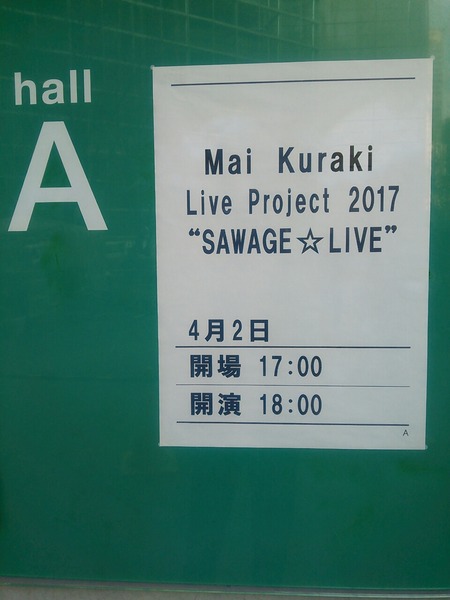 hall
A
Mai Kuraki
Live Project 2017
“SAWAGE☆LIVE”
4月2日
開場 17:00
開演 18:00
A